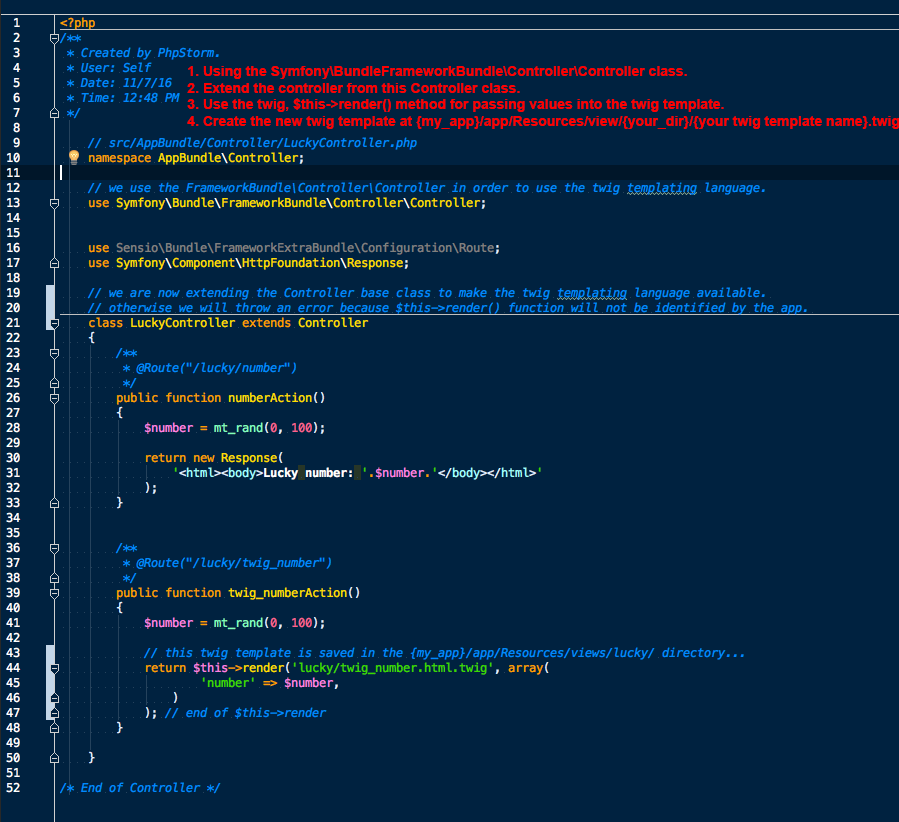 1 <?php
2 /**
3 * Created by PhpStorm.
4 * User: Self
5 * Date: 11/7/16
6 * Time: 12:48 PM
7 */
1. Using the Symfony\BundleFrameworkBundle\Controller\Controller class.
2. Extend the controller from this Controller class.
3. Use the twig, $this->render() method for passing values into the twig template.
4. Create the new twig template at {my_app}/app/Resources/view/{your_dir}/{your twig template name}.twig
8
9 // src/AppBundle/Controller/LuckyController.php
10 namespace AppBundle\Controller;
11
12 // we use the FrameworkBundle\Controller\Controller in order to use the twig templating language.
13 use Symfony\Bundle\FrameworkBundle\Controller\Controller;
14
15
16 use Sensio\Bundle\FrameworkExtraBundle\Configuration\Route;
17 use Symfony\Component\HttpFoundation\Response;
18
19 // we are now extending the Controller base class to make the twig templating language available.
20 // otherwise we will throw an error because $this->render() function will not be identified by the app.
21 class LuckyController extends Controller
22 {
23 /**
24 * @Route("/lucky/number")
25 */
26 public function numberAction()
27 {
28 $number = mt_rand(0, 100);
29
30 return new Response(
31 '<html><body>Lucky number: '.$number.'</body></html>'
32 );
33 }
34
35
36 /**
37 * @Route("/lucky/twig_number")
38 */
39 public function twig_numberAction()
40 {
41 $number = mt_rand(0, 100);
42
43 // this twig template is saved in the {my_app}/app/Resources/views/lucky/ directory...
44 return $this->render('lucky/twig_number.html.twig', array(
45 'number' => $number,
46 )
47 ); // end of $this->render
48 }
49
50 }
51
52 /* End of Controller */